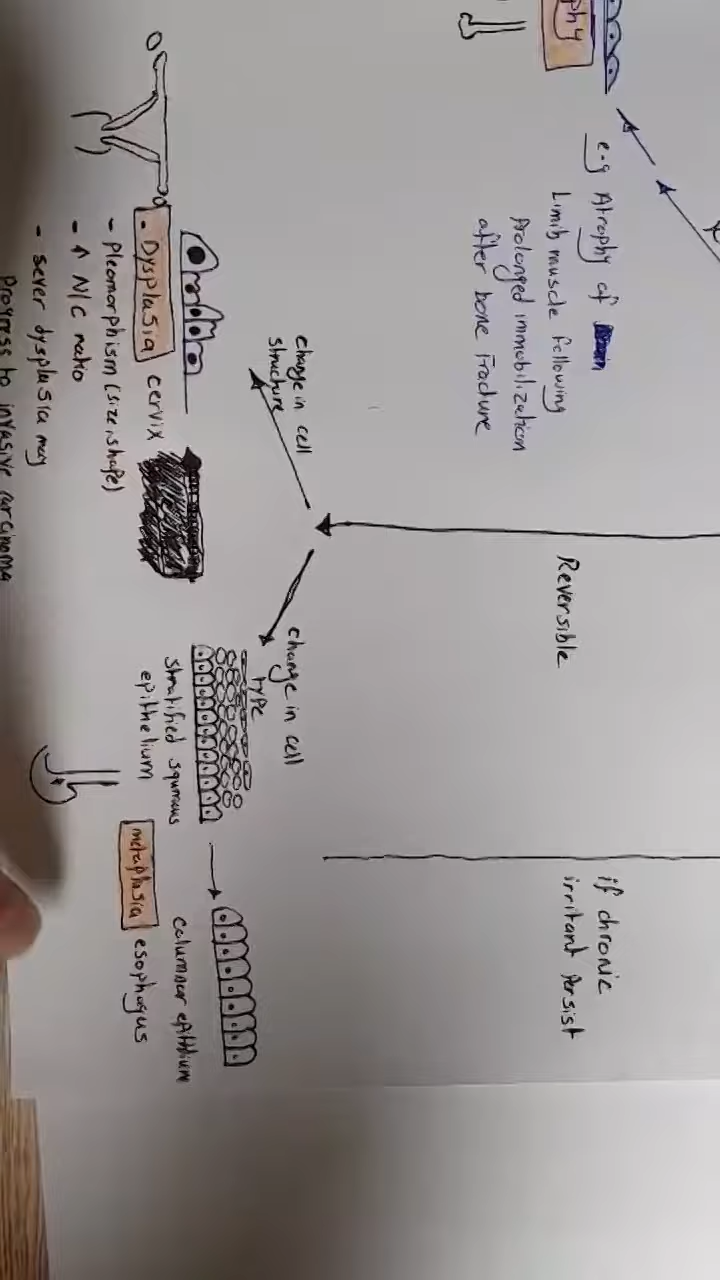 phy
e.g Atrophy of
Limb muscle following
Prolonged immobilization
after bone fracture
Reversible
if chronic
irritant Persist
change in cell
structure
change in cell
type
Dysplasia cervix
- Pleomorphism (size & shape)
- ↑ N/C ratio
- sever dysplasia may
Progress to invasive carcinoma
stratified squmous
epithelium
columnar epithlium
metaplasia esophagus